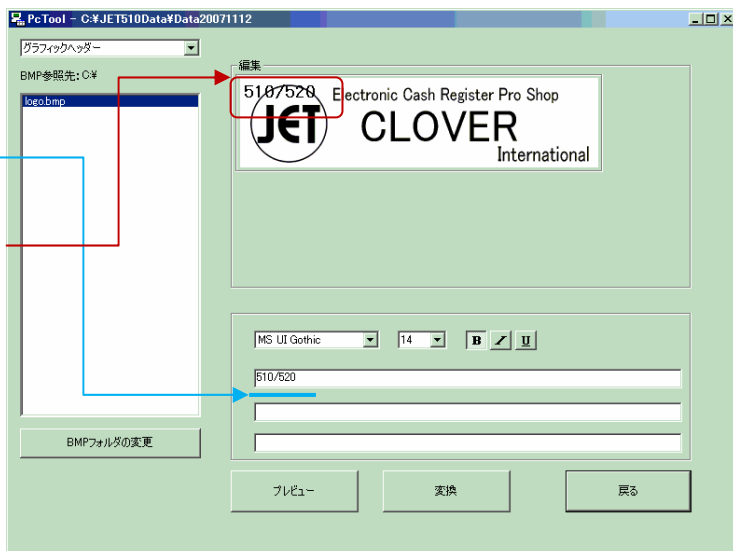 PcTool - C:¥JET510Data¥Data20071112
グラフィックヘッダー
BMP参照先: C:¥
logo.bmp
BMPフォルダの変更
編集
510/520
Electronic Cash Register Pro Shop
JET
CLOVER
International
MS UI Gothic
14
B I U
510/520
プレビュー
変換
戻る